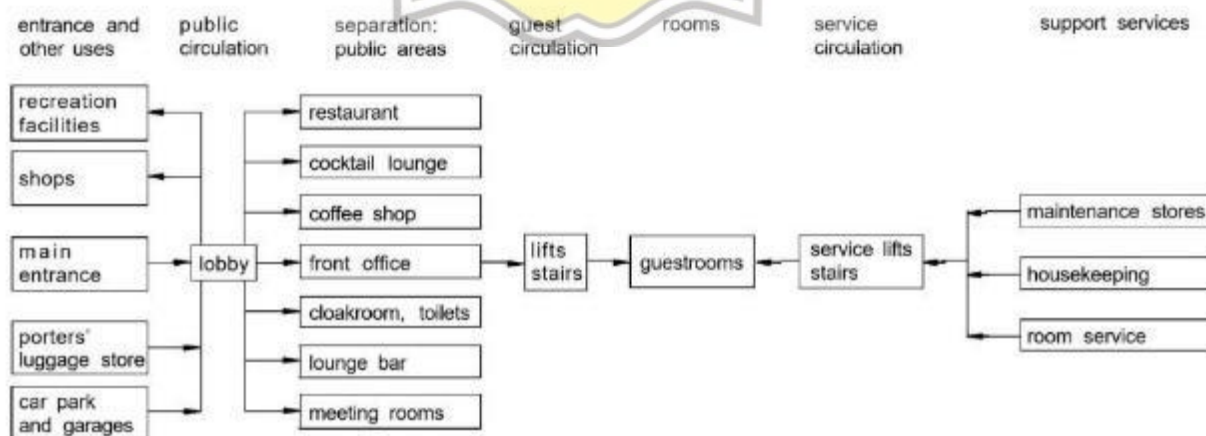 entrance and
other uses
public
circulation
separation:
public areas
guest
circulation
rooms
service
circulation
support services
recreation
facilities
shops
main
entrance
porters'
luggage store
car park
and garages
lobby
restaurant
cocktail lounge
coffee shop
front office
cloakroom, toilets
lounge bar
meeting rooms
lifts
stairs
guestrooms
service lifts
stairs
maintenance stores
housekeeping
room service